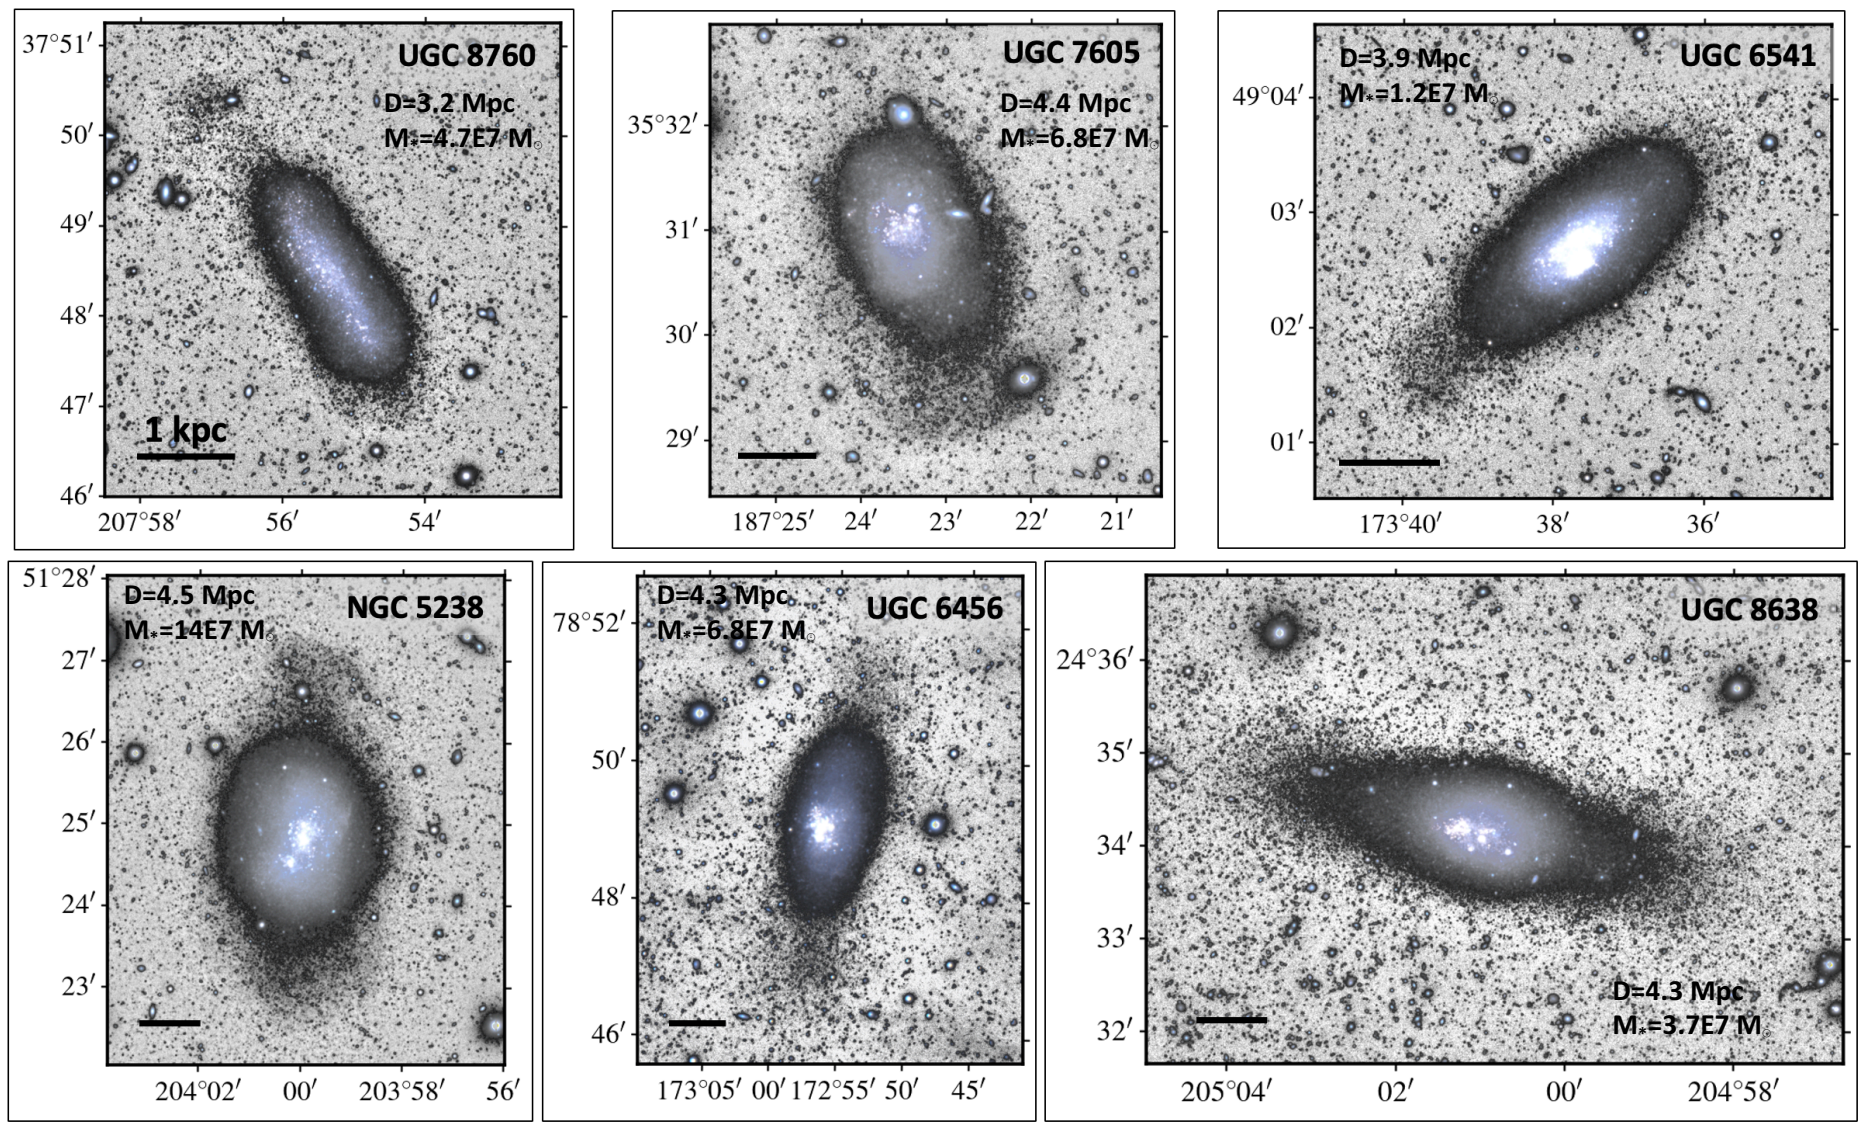 UGC 8760
D=3.2 Mpc
M*=4.7E7 M☉
1 kpc
37°51′
50′
49′
48′
47′
46′
207°58′ 56′ 54′
UGC 7605
D=4.4 Mpc
M*=6.8E7 M☉
35°32′
31′
30′
29′
187°25′ 24′ 23′ 22′ 21′
D=3.9 Mpc
M*=1.2E7 M☉
UGC 6541
49°04′
03′
02′
01′
173°40′ 38′ 36′
D=4.5 Mpc
M*=14E7 M☉
NGC 5238
51°28′
27′
26′
25′
24′
23′
204°02′ 00′ 203°58′ 56′
D=4.3 Mpc
M*=6.8E7 M☉
UGC 6456
78°52′
50′
48′
46′
173°05′ 00′ 172°55′ 50′ 45′
UGC 8638
24°36′
35′
34′
33′
32′
D=4.3 Mpc
M*=3.7E7 M☉
205°04′ 02′ 00′ 204°58′